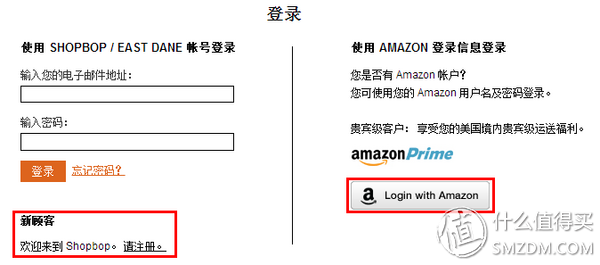 登录
使用 SHOPBOP / EAST DANE 帐号登录
输入您的电子邮件地址:
输入密码:
登录 忘记密码?
新顾客
欢迎来到 Shopbop。请注册。
使用 AMAZON 登录信息登录
您是否有 Amazon 帐户?
您可使用您的 Amazon 用户名及密码登录。
贵宾级客户: 享受您的美国境内贵宾级运送福利。
amazonPrime
a Login with Amazon
值 什么值得买
SMZDM.COM